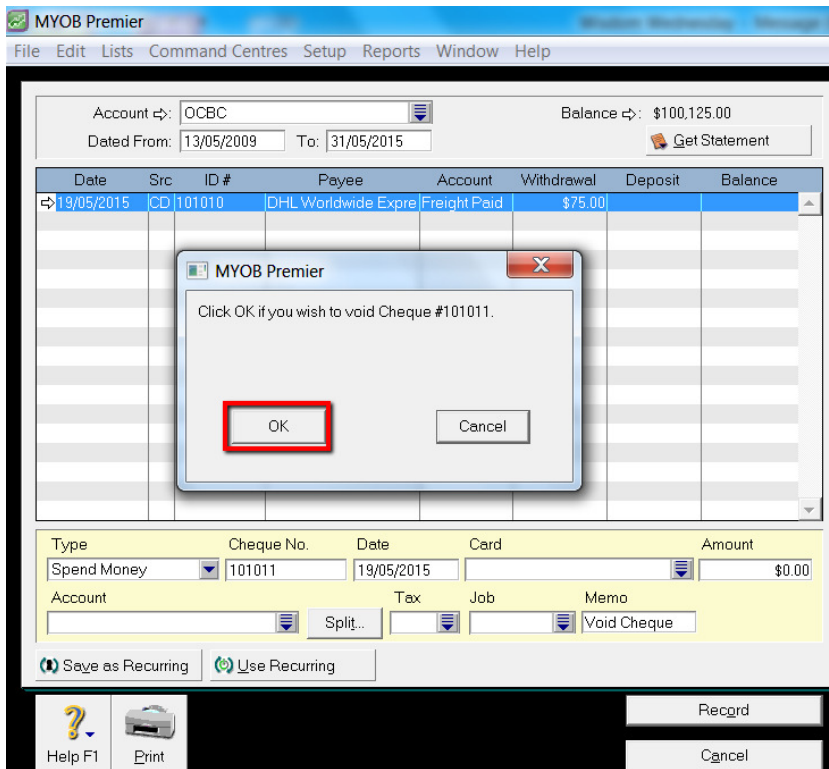 MYOB Premier
File Edit Lists Command Centres Setup Reports Window Help
Account ⇨: OCBC Balance ⇨: $100,125.00
Dated From: 13/05/2009 To: 31/05/2015 Get Statement
Date Src ID # Payee Account Withdrawal Deposit Balance
19/05/2015 CD 101010 DHL Worldwide Expre Freight Paid $75.00
MYOB Premier
Click OK if you wish to void Cheque #101011.
OK Cancel
Type Cheque No. Date Card Amount
Spend Money 101011 19/05/2015 $0.00
Account Tax Job Memo
Split... Void Cheque
Save as Recurring Use Recurring
Record
Help F1 Print Cancel